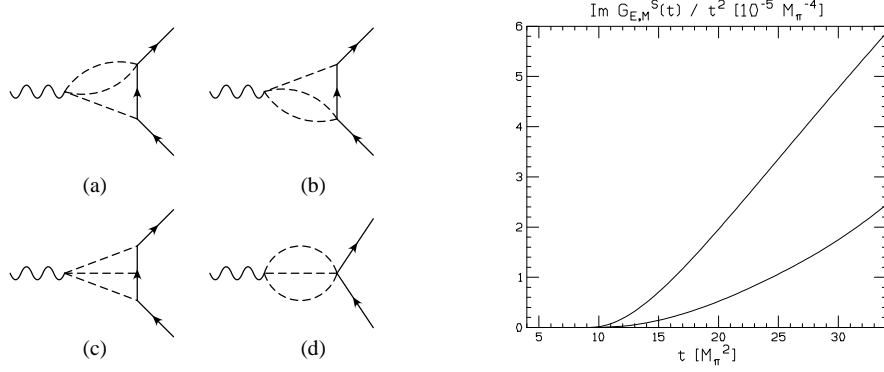 (a)
(b)
(c)
(d)
Im G_{E,M}^S(t) / t^2 [10^{-5} M_π^{-4}]
6
5
4
3
2
1
0
5 10 15 20 25 30
t [M_π^2]